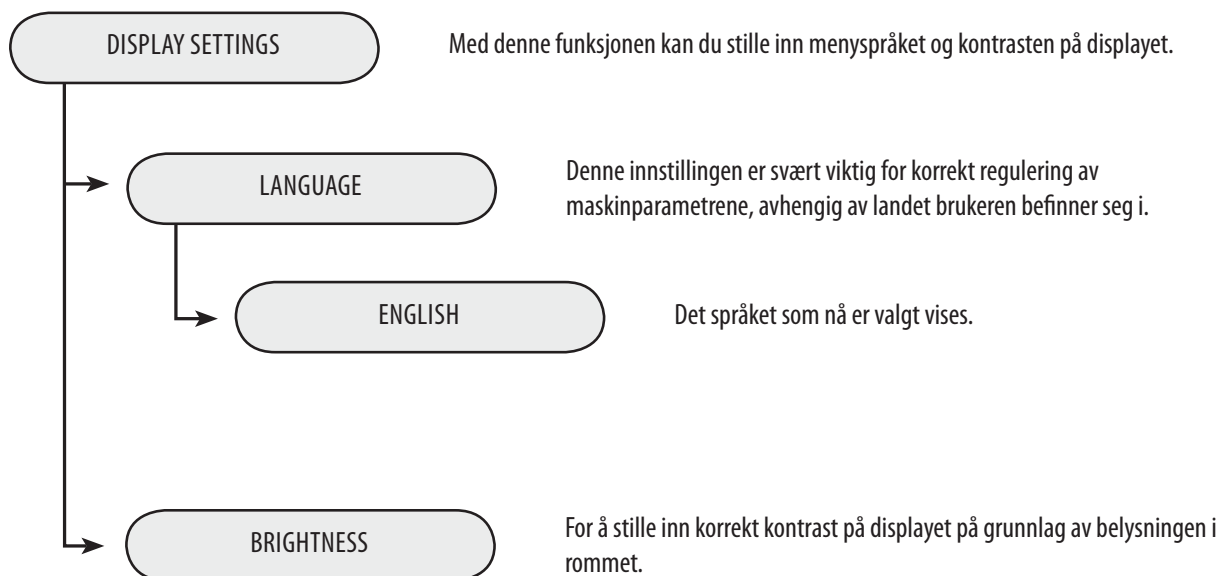 DISPLAY SETTINGS
Med denne funksjonen kan du stille inn menyspråket og kontrasten på displayet.
LANGUAGE
Denne innstillingen er svært viktig for korrekt regulering av
maskinparametrene, avhengig av landet brukeren befinner seg i.
ENGLISH
Det språket som nå er valgt vises.
BRIGHTNESS
For å stille inn korrekt kontrast på displayet på grunnlag av belysningen i
rommet.